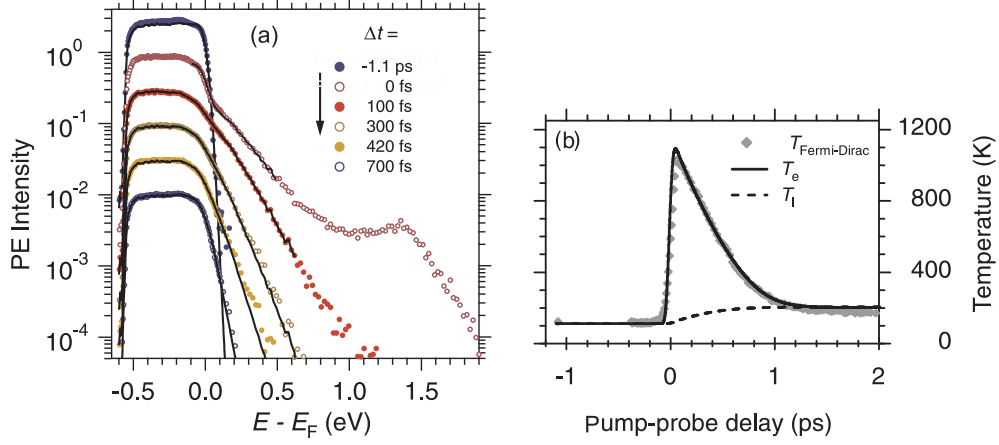 (a)
Δt =
-1.1 ps
0 fs
100 fs
300 fs
420 fs
700 fs
PE Intensity
10^0
10^-1
10^-2
10^-3
10^-4
-0.5 0.0 0.5 1.0 1.5
E - E_F (eV)
(b)
T_Fermi-Dirac
T_e
T_l
1200
800
400
0
Temperature (K)
-1 0 1 2
Pump-probe delay (ps)